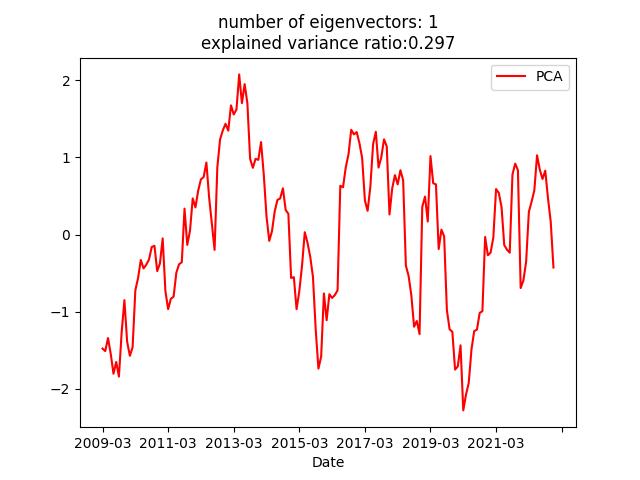 number of eigenvectors: 1
explained variance ratio:0.297
PCA
2
1
0
−1
−2
2009-03 2011-03 2013-03 2015-03 2017-03 2019-03 2021-03
Date